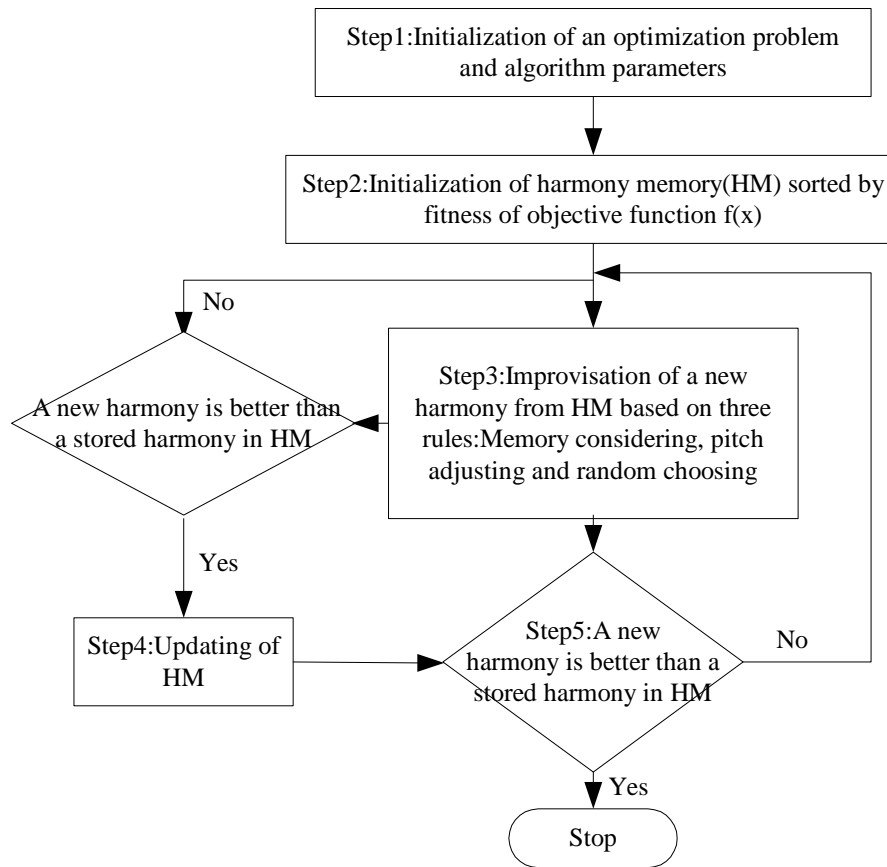 Step1:Initialization of an optimization problem
and algorithm parameters
Step2:Initialization of harmony memory(HM) sorted by
fitness of objective function f(x)
No
A new harmony is better than
a stored harmony in HM
Step3:Improvisation of a new
harmony from HM based on three
rules:Memory considering, pitch
adjusting and random choosing
Yes
Step4:Updating of
HM
Step5:A new
harmony is better than a
stored harmony in HM
No
Yes
Stop